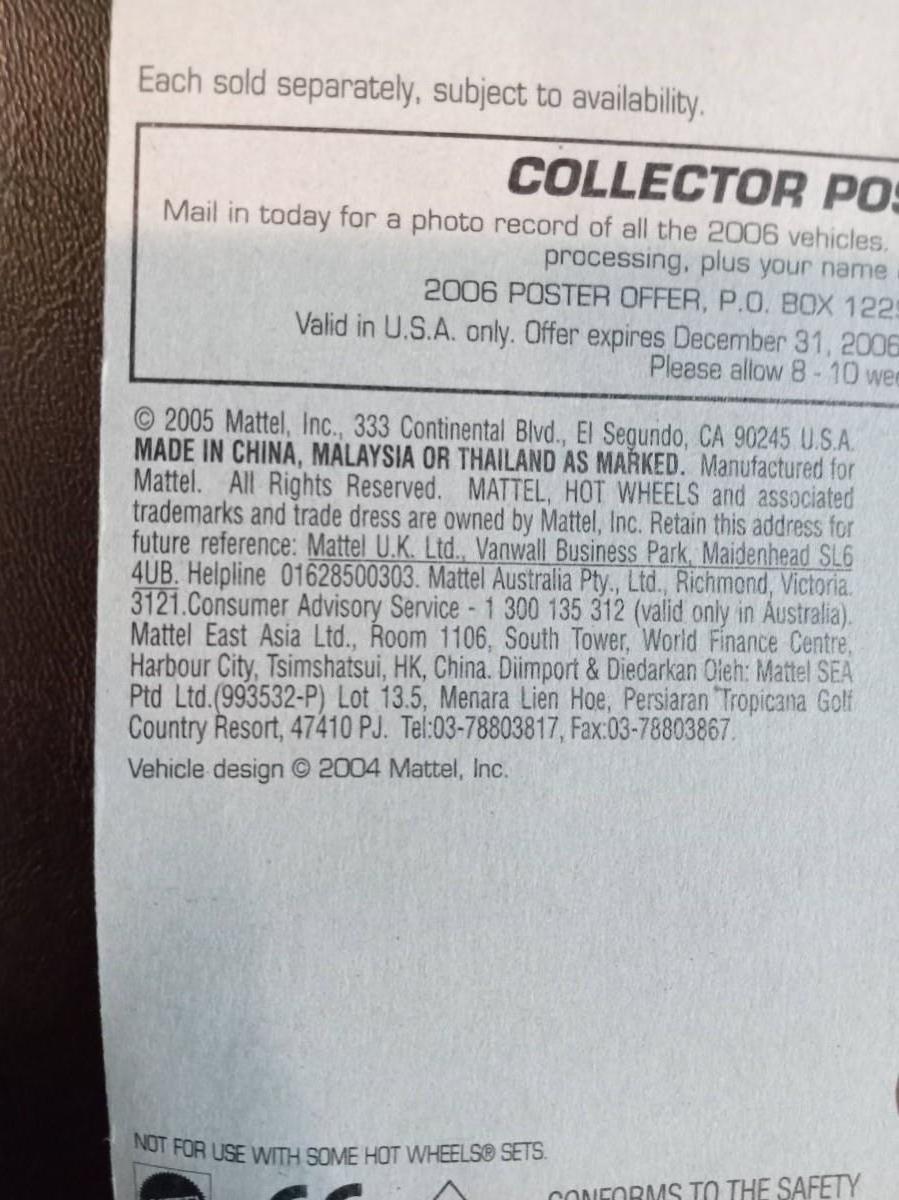 Each sold separately, subject to availability.
COLLECTOR POS
Mail in today for a photo record of all the 2006 vehicles.
processing, plus your name
2006 POSTER OFFER, P.O. BOX 122
Valid in U.S.A. only. Offer expires December 31, 2006
Please allow 8 - 10 wee
© 2005 Mattel, Inc., 333 Continental Blvd., El Segundo, CA 90245 U.S.A.
MADE IN CHINA, MALAYSIA OR THAILAND AS MARKED. Manufactured for
Mattel. All Rights Reserved. MATTEL, HOT WHEELS and associated
trademarks and trade dress are owned by Mattel, Inc. Retain this address for
future reference: Mattel U.K. Ltd., Vanwall Business Park, Maidenhead SL6
4UB. Helpline 01628500303. Mattel Australia Pty., Ltd., Richmond, Victoria.
3121.Consumer Advisory Service - 1 300 135 312 (valid only in Australia).
Mattel East Asia Ltd., Room 1106, South Tower, World Finance Centre,
Harbour City, Tsimshatsui, HK, China. Diimport & Diedarkan Oleh: Mattel SEA
Ptd Ltd.(993532-P) Lot 13.5, Menara Lien Hoe, Persiaran Tropicana Golf
Country Resort, 47410 PJ. Tel:03-78803817, Fax:03-78803867.
Vehicle design © 2004 Mattel, Inc.
NOT FOR USE WITH SOME HOT WHEELS® SETS.
CE
CONFORMS TO THE SAFETY